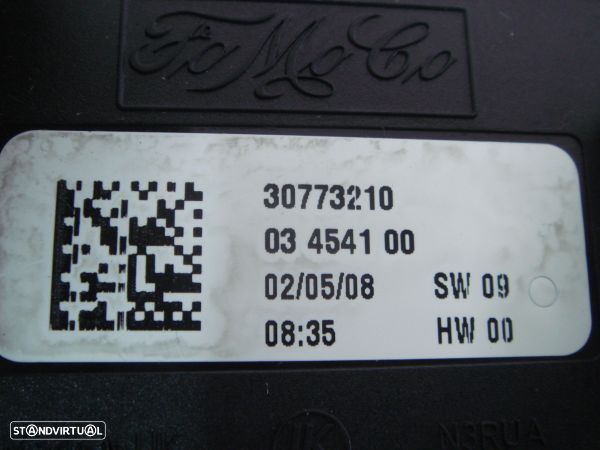 FoMoCo
30773210
03 4541 00
02/05/08 SW 09
08:35 HW 00
N3RUA
STANDVIRTUAL